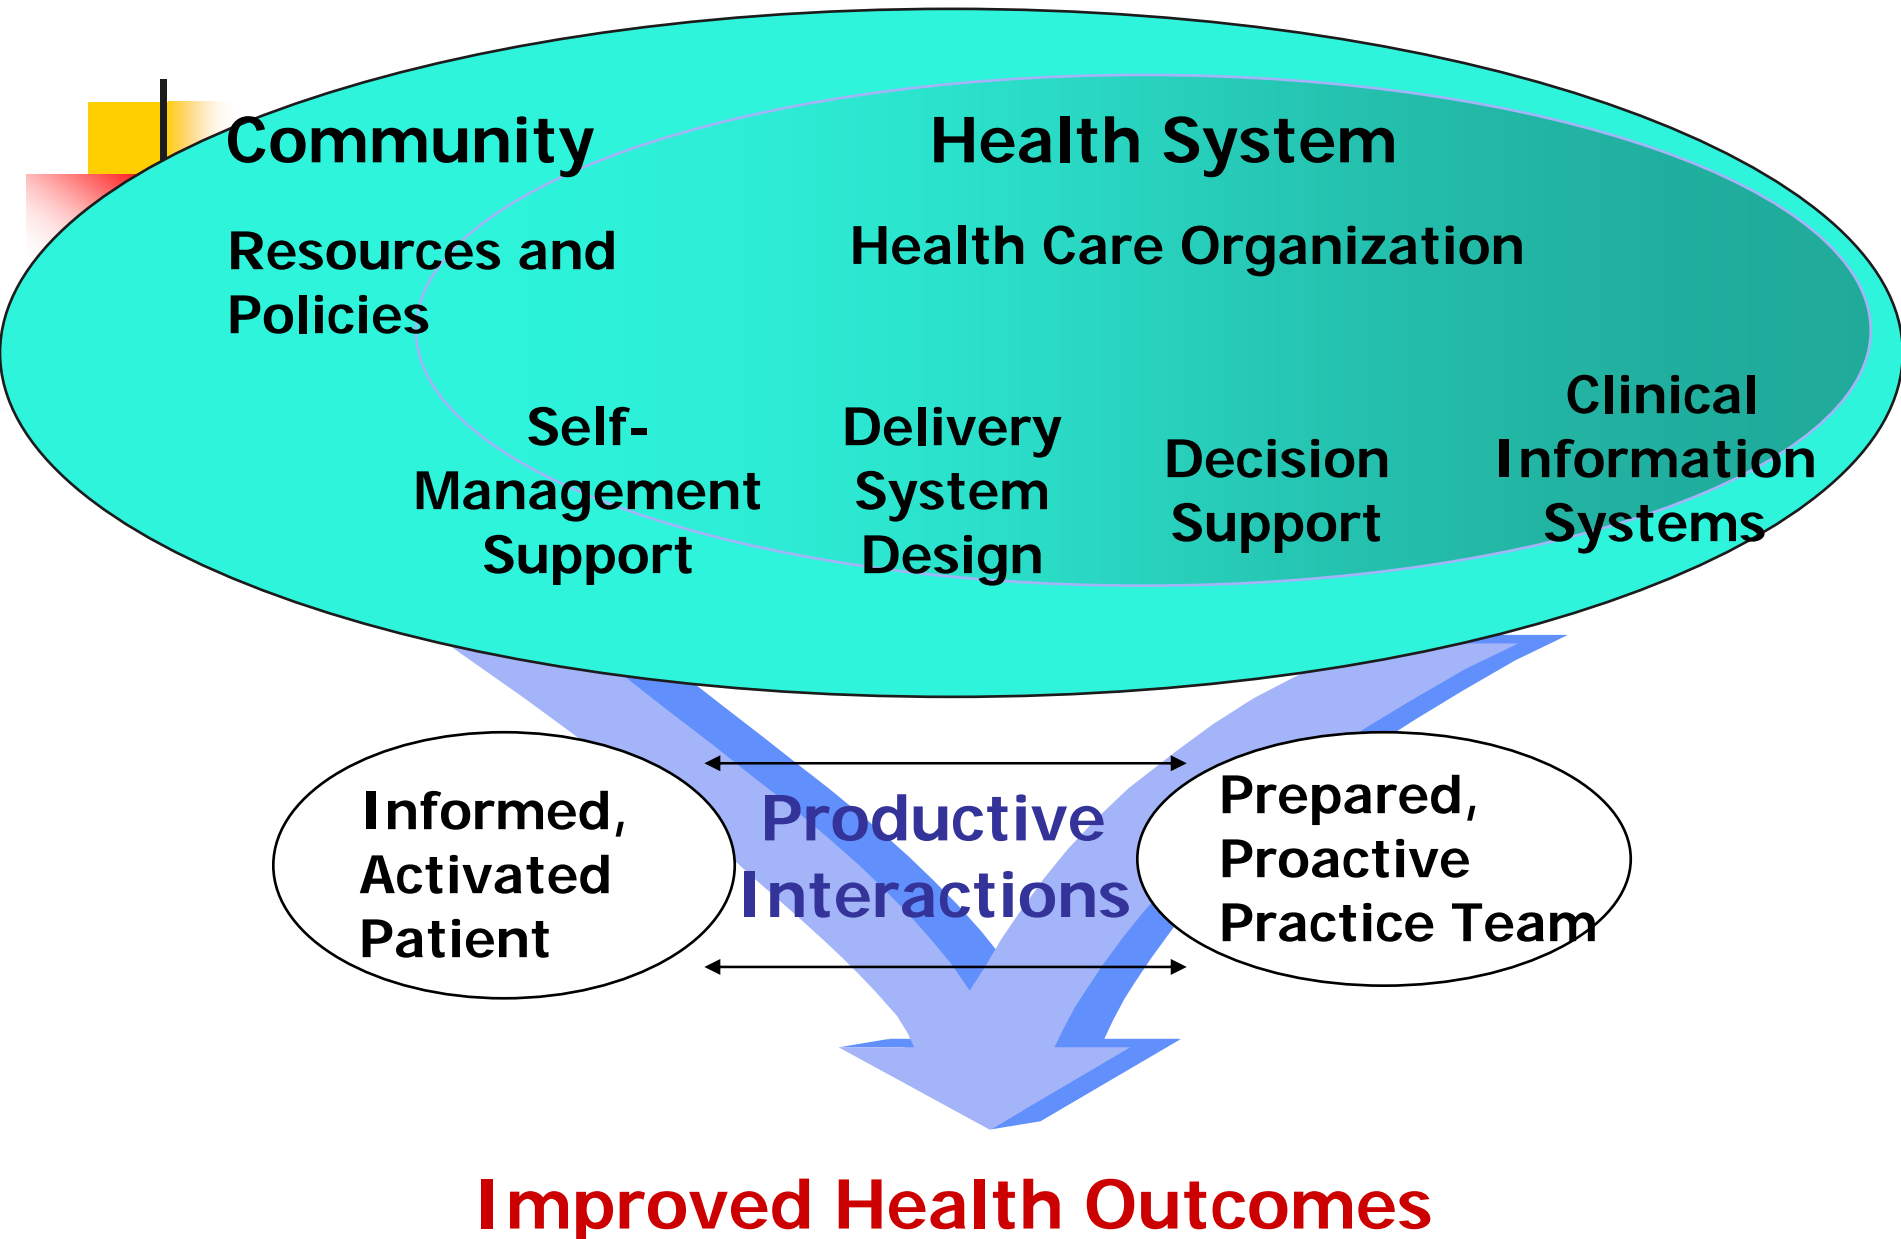 Community
Health System
Resources and
Policies
Health Care Organization
Self-
Management
Support
Delivery
System
Design
Decision
Support
Clinical
Information
Systems
Informed,
Activated
Patient
Productive
Interactions
Prepared,
Proactive
Practice Team
Improved Health Outcomes